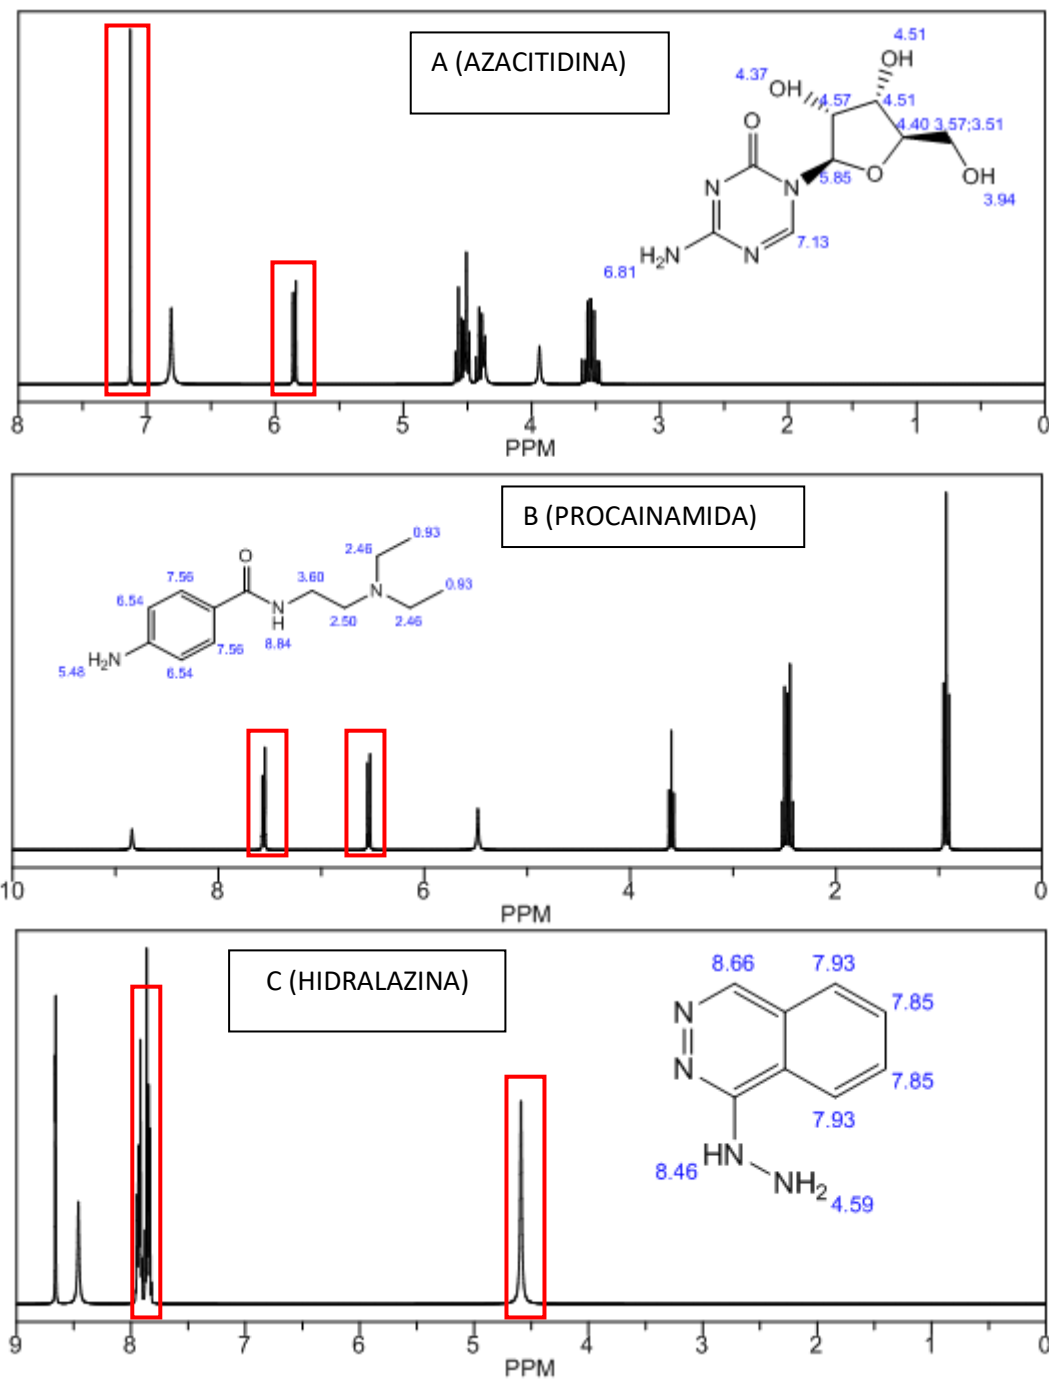 A (AZACITIDINA)
4.51
OH
4.37
OH
4.57
4.51
O
4.40 3.57;3.51
N
N
5.85
O
OH
3.94
H2N
N
7.13
6.81
8 7 6 5 4 3 2 1 0
PPM
B (PROCAINAMIDA)
0.93
2.46
O
7.56
3.60
N
0.93
6.54
N
H
2.50
2.46
7.56
8.84
5.48
H2N
6.54
10 8 6 4 2 0
PPM
C (HIDRALAZINA)
8.66
7.93
N
7.85
N
7.85
7.93
8.46
HN
NH2
4.59
9 8 7 6 5 4 3 2 1 0
PPM